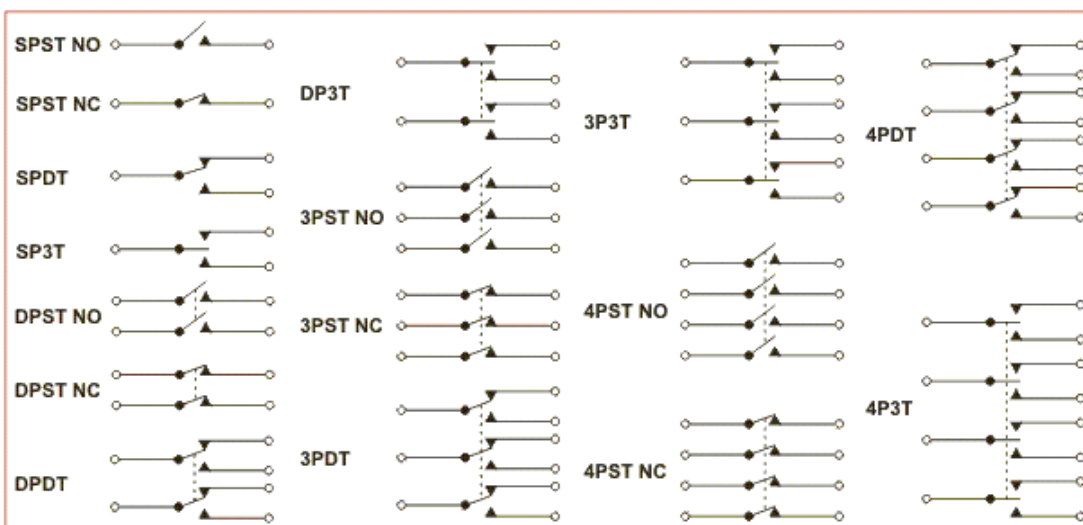 SPST NO
SPST NC
SPDT
SP3T
DPST NO
DPST NC
DPDT
DP3T
3PST NO
3PST NC
3PDT
3P3T
4PST NO
4PST NC
4PDT
4P3T